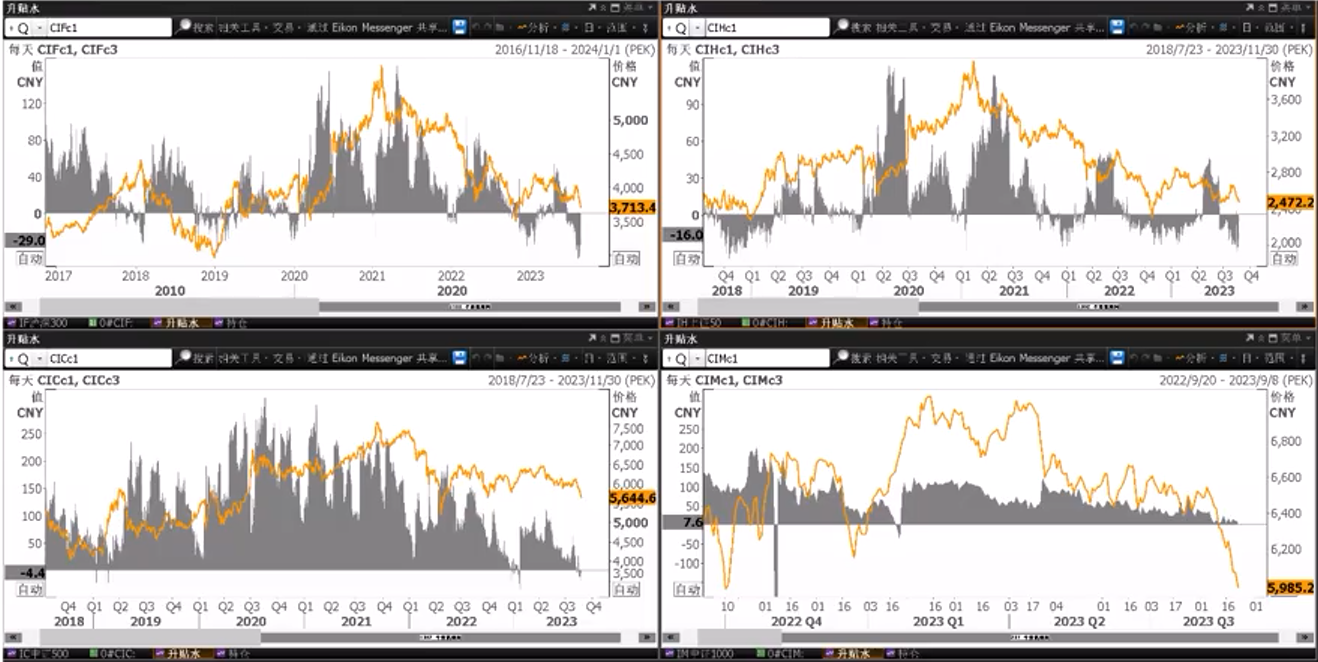 升贴水
CIFc1
搜索 相关工具 · 交易 · 通过 Eikon Messenger 共享...
分析 · 日 · 范围
每天 CIFc1, CIFc3
2016/11/18 - 2024/1/1 (PEK)
值
CNY
120
80
40
0
-29.0
自动
价格
CNY
5,000
4,500
4,000
3,713.4
3,500
自动
2017 2018 2019 2020 2021 2022 2023
2010 2020
IF沪深300 0#CIF: 升贴水 持仓
升贴水
CIHc1
搜索 相关工具 · 交易 · 通过 Eikon Messenger 共享...
分析 · 日 · 范围
每天 CIHc1, CIHc3
2018/7/23 - 2023/11/30 (PEK)
值
CNY
90
60
30
0
-16.0
自动
价格
CNY
3,600
3,200
2,800
2,472.2
2,000
自动
Q4 Q1 Q2 Q3 Q4 Q1 Q2 Q3 Q4 Q1 Q2 Q3 Q4 Q1 Q2 Q3 Q4 Q1 Q2 Q3 Q4
2018 2019 2020 2021 2022 2023
IH上证50 0#CIH: 升贴水 持仓
升贴水
CICc1
搜索 相关工具 · 交易 · 通过 Eikon Messenger 共享...
分析 · 日 · 范围
每天 CICc1, CICc3
2018/7/23 - 2023/11/30 (PEK)
值
CNY
250
200
150
100
50
-4.4
自动
价格
CNY
7,500
7,000
6,500
6,000
5,644.6
5,000
4,500
4,000
3,500
自动
Q4 Q1 Q2 Q3 Q4 Q1 Q2 Q3 Q4 Q1 Q2 Q3 Q4 Q1 Q2 Q3 Q4 Q1 Q2 Q3 Q4
2018 2019 2020 2021 2022 2023
IC中证500 0#CIC: 升贴水 持仓
升贴水
CIMc1
搜索 相关工具 · 交易 · 通过 Eikon Messenger 共享...
分析 · 日 · 范围
每天 CIMc1, CIMc3
2022/9/20 - 2023/9/8 (PEK)
值
CNY
250
200
150
100
50
7.6
-50
-100
自动
价格
CNY
6,800
6,600
6,400
6,200
5,985.2
10 01 16 01 16 03 16 16 01 16 03 17 04 01 16 03 17 01 16 01
2022 Q4 2023 Q1 2023 Q2 2023 Q3
IM中证1000 0#CIM: 升贴水 持仓